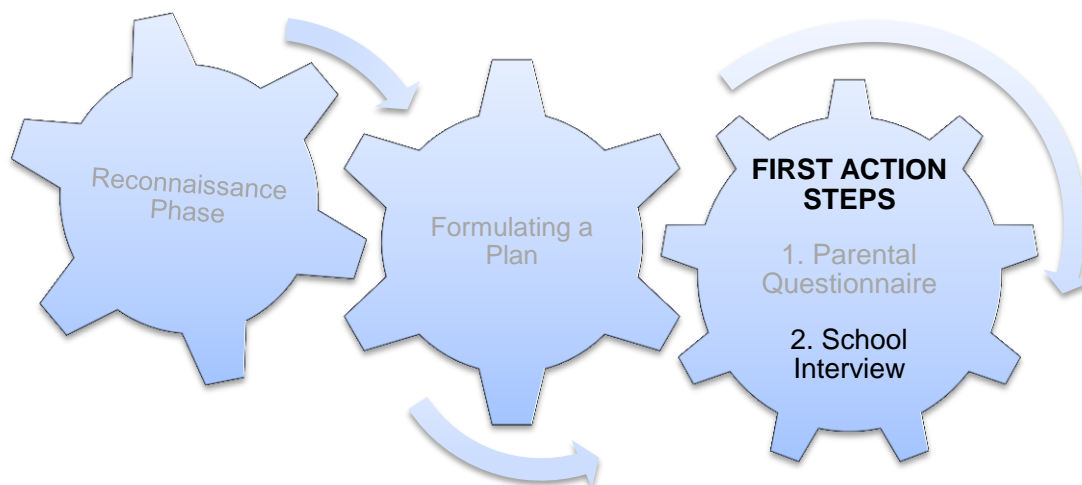 Reconnaissance
Phase
Formulating a
Plan
FIRST ACTION
STEPS
1. Parental
Questionnaire
2. School
Interview